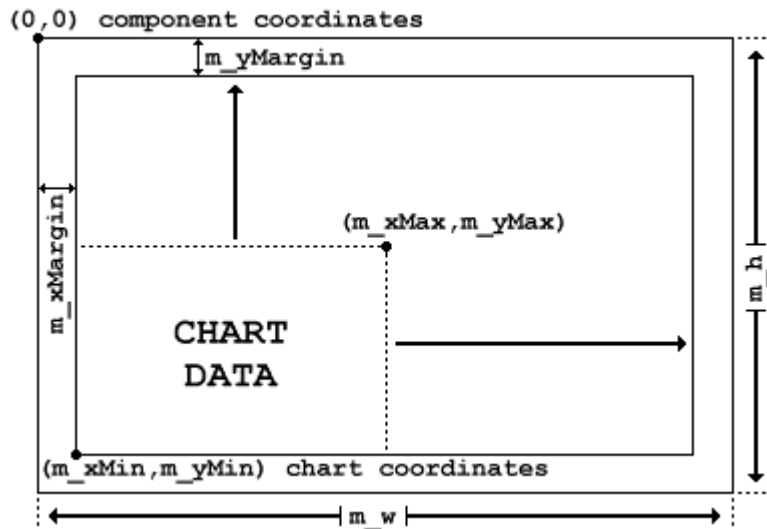 (0,0) component coordinates
m_yMargin
m_xMargin
(m_xMax,m_yMax)
m_h
CHART
DATA
(m_xMin,m_yMin) chart coordinates
m_w